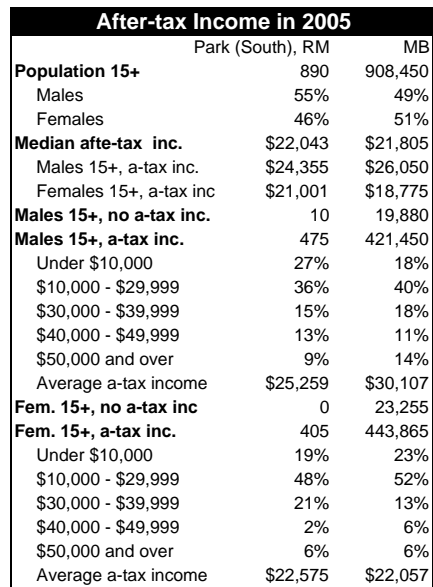 After-tax Income in 2005
Park (South), RM MB
Population 15+ 890 908,450
Males 55% 49%
Females 46% 51%
Median afte-tax inc. $22,043 $21,805
Males 15+, a-tax inc. $24,355 $26,050
Females 15+, a-tax inc $21,001 $18,775
Males 15+, no a-tax inc. 10 19,880
Males 15+, a-tax inc. 475 421,450
Under $10,000 27% 18%
$10,000 - $29,999 36% 40%
$30,000 - $39,999 15% 18%
$40,000 - $49,999 13% 11%
$50,000 and over 9% 14%
Average a-tax income $25,259 $30,107
Fem. 15+, no a-tax inc 0 23,255
Fem. 15+, a-tax inc. 405 443,865
Under $10,000 19% 23%
$10,000 - $29,999 48% 52%
$30,000 - $39,999 21% 13%
$40,000 - $49,999 2% 6%
$50,000 and over 6% 6%
Average a-tax income $22,575 $22,057